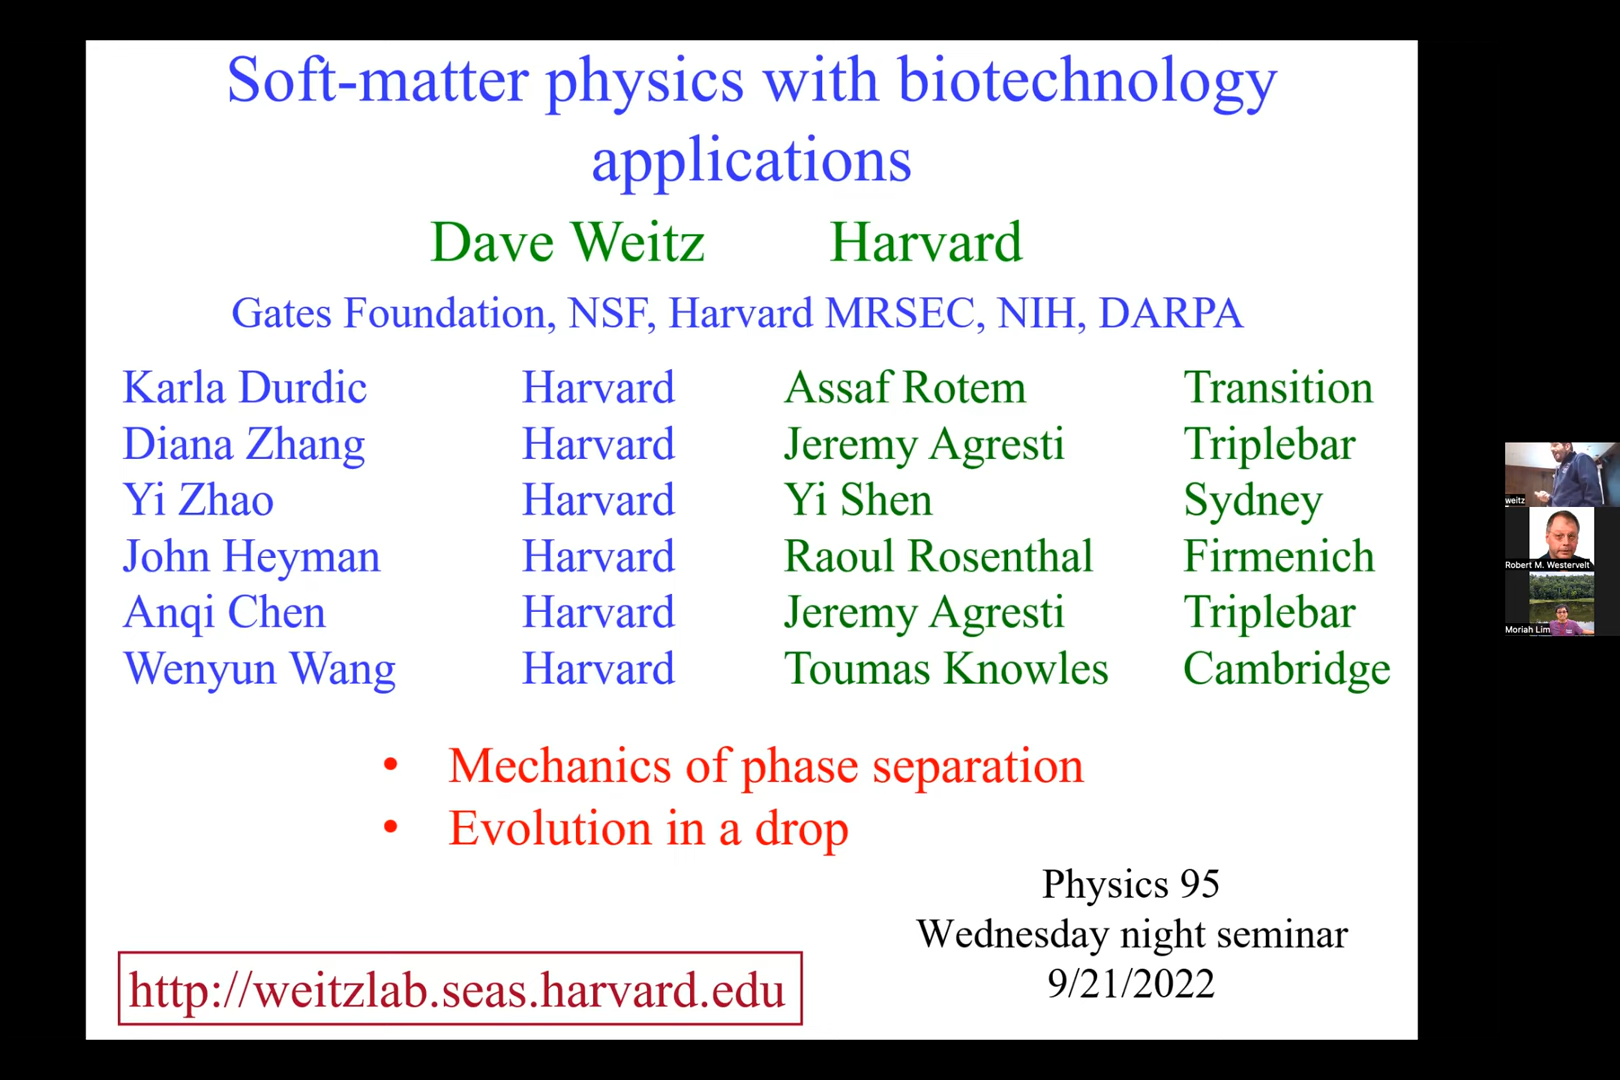 Soft-matter physics with biotechnology
applications
Dave Weitz Harvard
Gates Foundation, NSF, Harvard MRSEC, NIH, DARPA
Karla Durdic Harvard Assaf Rotem Transition
Diana Zhang Harvard Jeremy Agresti Triplebar
Yi Zhao Harvard Yi Shen Sydney
John Heyman Harvard Raoul Rosenthal Firmenich
Anqi Chen Harvard Jeremy Agresti Triplebar
Wenyun Wang Harvard Toumas Knowles Cambridge
• Mechanics of phase separation
• Evolution in a drop
Physics 95
Wednesday night seminar
9/21/2022
http://weitzlab.seas.harvard.edu
weitz
Robert M. Westervelt
Moriah Lim